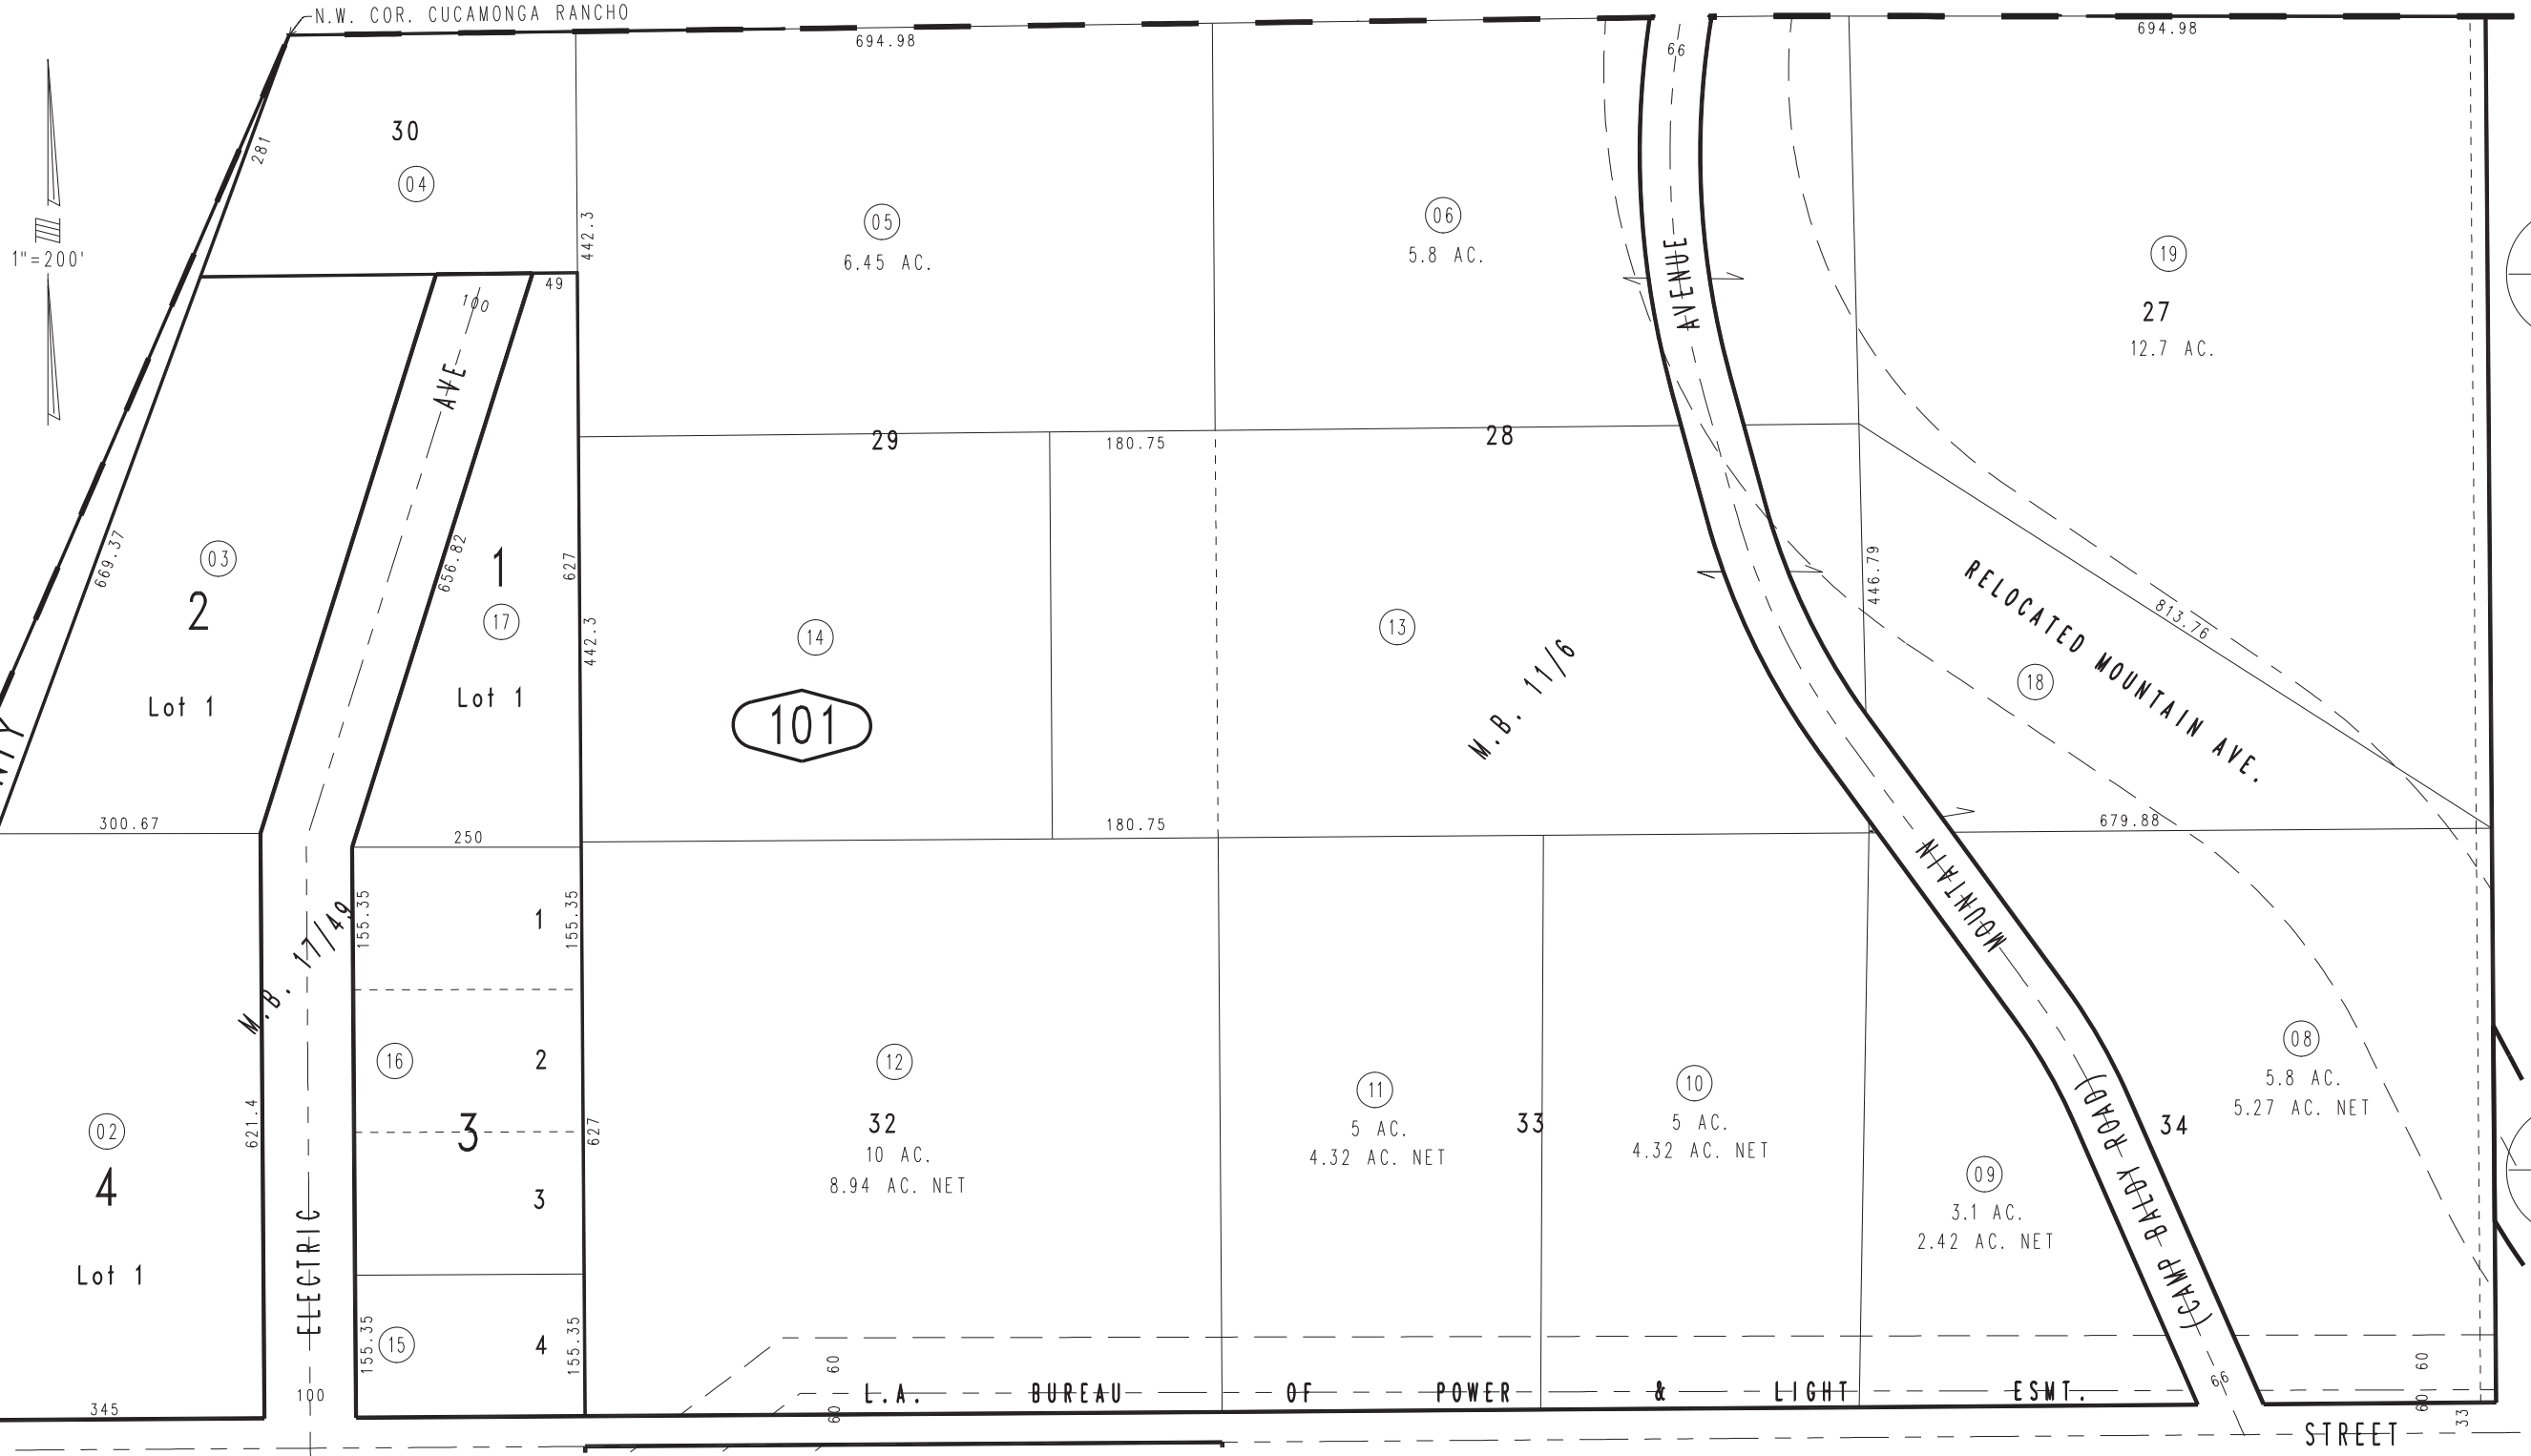 N.W. COR. CUCAMONGA RANCHO
694.98
66
694.98
281
30
04
442.3
05
6.45 AC.
06
5.8 AC.
AVENUE
19
27
12.7 AC.
1"=200'
49
100
AVE
29
180.75
28
669.37
03
2
Lot 1
656.82
1
17
Lot 1
627
442.3
14
101
13
M.B. 11/6
446.79
RELOCATED MOUNTAIN AVE.
813.76
18
300.67
250
180.75
679.88
MOUNTAIN
M.B. 17/49
155.35
155.35
1
16
2
3
3
621.4
02
4
Lot 1
ELECTRIC
627
12
32
10 AC.
8.94 AC. NET
11
5 AC.
4.32 AC. NET
33
10
5 AC.
4.32 AC. NET
09
3.1 AC.
2.42 AC. NET
(CAMP BALDY ROAD)
34
08
5.8 AC.
5.27 AC. NET
155.35
15
4
155.35
60
60
L.A. BUREAU OF POWER & LIGHT ESMT.
66
60
60
33
100
345
STREET